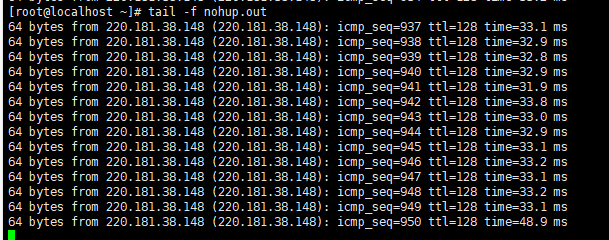 [root@localhost ~]# tail -f nohup.out
64 bytes from 220.181.38.148 (220.181.38.148): icmp_seq=937 ttl=128 time=33.1 ms
64 bytes from 220.181.38.148 (220.181.38.148): icmp_seq=938 ttl=128 time=32.9 ms
64 bytes from 220.181.38.148 (220.181.38.148): icmp_seq=939 ttl=128 time=32.8 ms
64 bytes from 220.181.38.148 (220.181.38.148): icmp_seq=940 ttl=128 time=32.9 ms
64 bytes from 220.181.38.148 (220.181.38.148): icmp_seq=941 ttl=128 time=31.9 ms
64 bytes from 220.181.38.148 (220.181.38.148): icmp_seq=942 ttl=128 time=33.8 ms
64 bytes from 220.181.38.148 (220.181.38.148): icmp_seq=943 ttl=128 time=33.0 ms
64 bytes from 220.181.38.148 (220.181.38.148): icmp_seq=944 ttl=128 time=32.9 ms
64 bytes from 220.181.38.148 (220.181.38.148): icmp_seq=945 ttl=128 time=33.1 ms
64 bytes from 220.181.38.148 (220.181.38.148): icmp_seq=946 ttl=128 time=33.2 ms
64 bytes from 220.181.38.148 (220.181.38.148): icmp_seq=947 ttl=128 time=33.1 ms
64 bytes from 220.181.38.148 (220.181.38.148): icmp_seq=948 ttl=128 time=33.2 ms
64 bytes from 220.181.38.148 (220.181.38.148): icmp_seq=949 ttl=128 time=33.1 ms
64 bytes from 220.181.38.148 (220.181.38.148): icmp_seq=950 ttl=128 time=48.9 ms